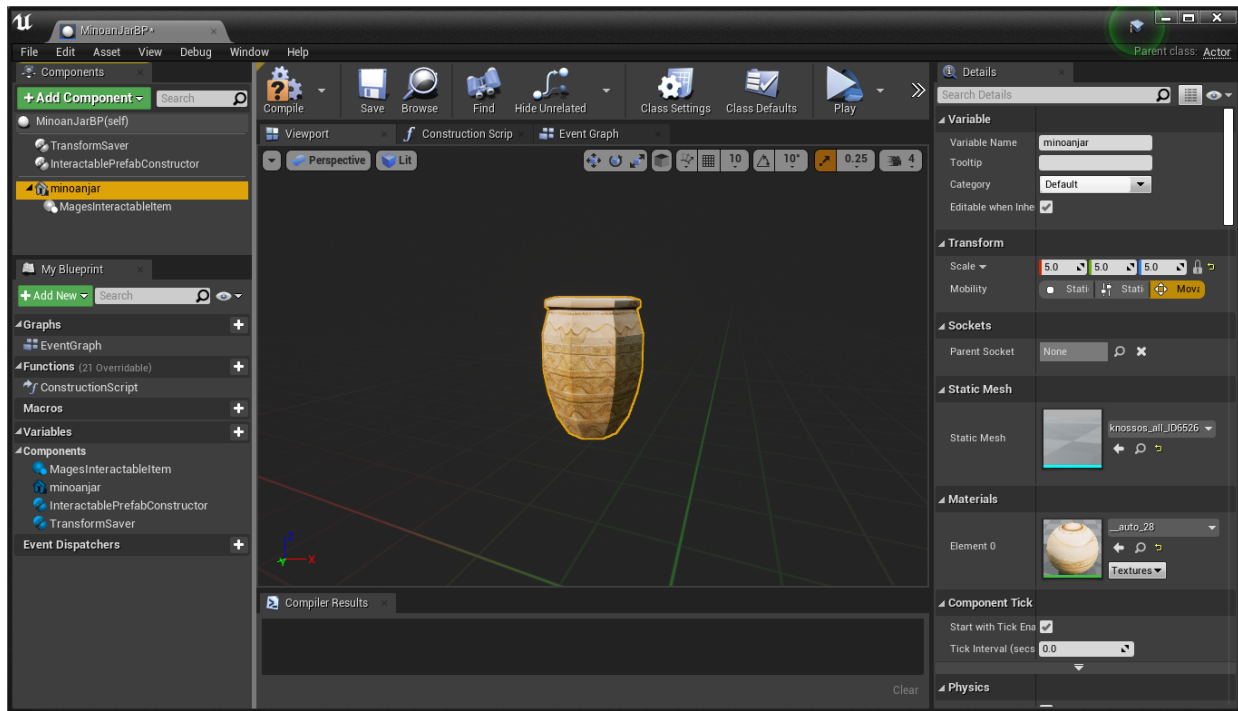 MinoanJarBP*
File Edit Asset View Debug Window Help
Parent class: Actor
Components
+Add Component
Search
MinoanJarBP(self)
TransformSaver
InteractablePrefabConstructor
minoanjar
MagesInteractableItem
My Blueprint
+Add New
Search
Graphs
EventGraph
Functions (21 Overridable)
ConstructionScript
Macros
Variables
Components
MagesInteractableItem
minoanjar
InteractablePrefabConstructor
TransformSaver
Event Dispatchers
Compile Save Browse Find Hide Unrelated Class Settings Class Defaults Play
Viewport Construction Scrip Event Graph
Perspective Lit 10 10° 0.25 4
Z
Y X
Compiler Results
Clear
Details
Search Details
Variable
Variable Name minoanjar
Tooltip
Category Default
Editable when Inhe
Transform
Scale 5.0 5.0 5.0
Mobility Stati Stati Mova
Sockets
Parent Socket None
Static Mesh
Static Mesh knossos_all_ID6526
Materials
Element 0 __auto_28
Textures
Component Tick
Start with Tick Ena
Tick Interval (secs 0.0
Physics